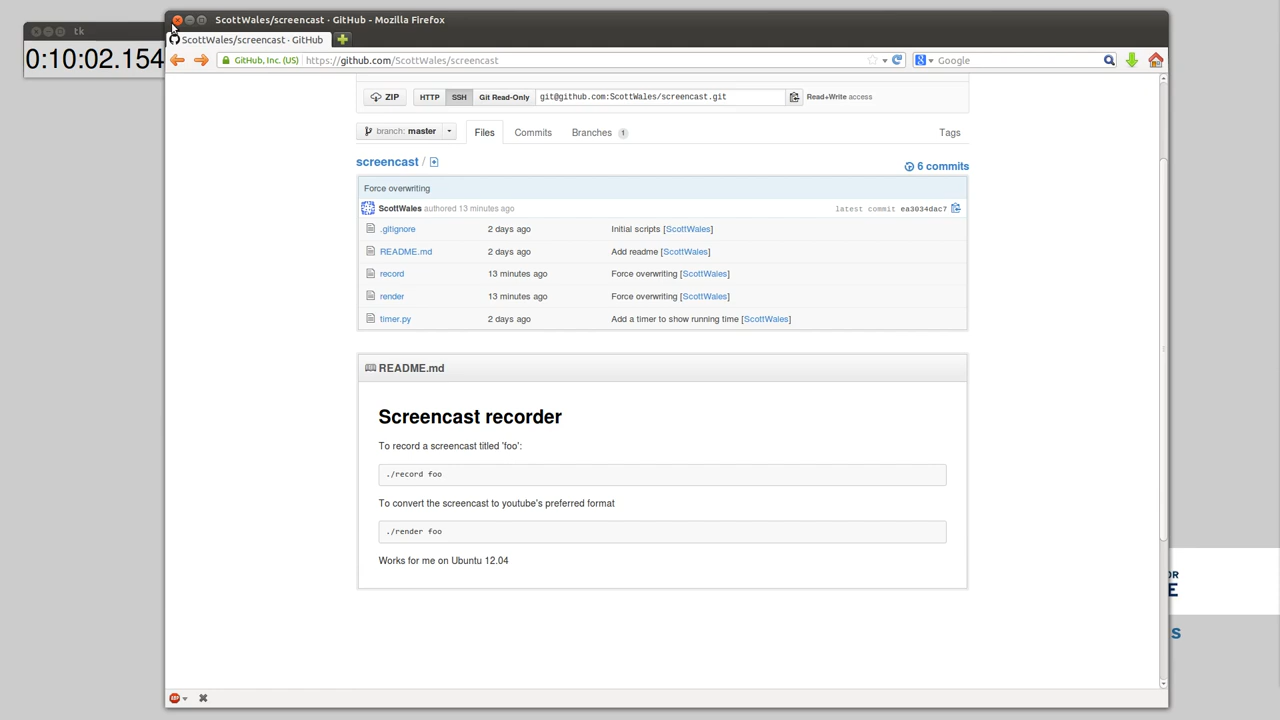 tk
0:10:02.154
ScottWales/screencast · GitHub - Mozilla Firefox
ScottWales/screencast · GitHub
GitHub, Inc. (US) https://github.com/ScottWales/screencast Google
ZIP HTTP SSH Git Read-Only git@github.com:ScottWales/screencast.git Read+Write access
branch: master Files Commits Branches 1 Tags
screencast / 6 commits
Force overwriting
ScottWales authored 13 minutes ago latest commit ea3034dac7
.gitignore 2 days ago Initial scripts [ScottWales]
README.md 2 days ago Add readme [ScottWales]
record 13 minutes ago Force overwriting [ScottWales]
render 13 minutes ago Force overwriting [ScottWales]
timer.py 2 days ago Add a timer to show running time [ScottWales]
README.md
Screencast recorder
To record a screencast titled 'foo':
./record foo
To convert the screencast to youtube's preferred format
./render foo
Works for me on Ubuntu 12.04
OR
E
S
ABP